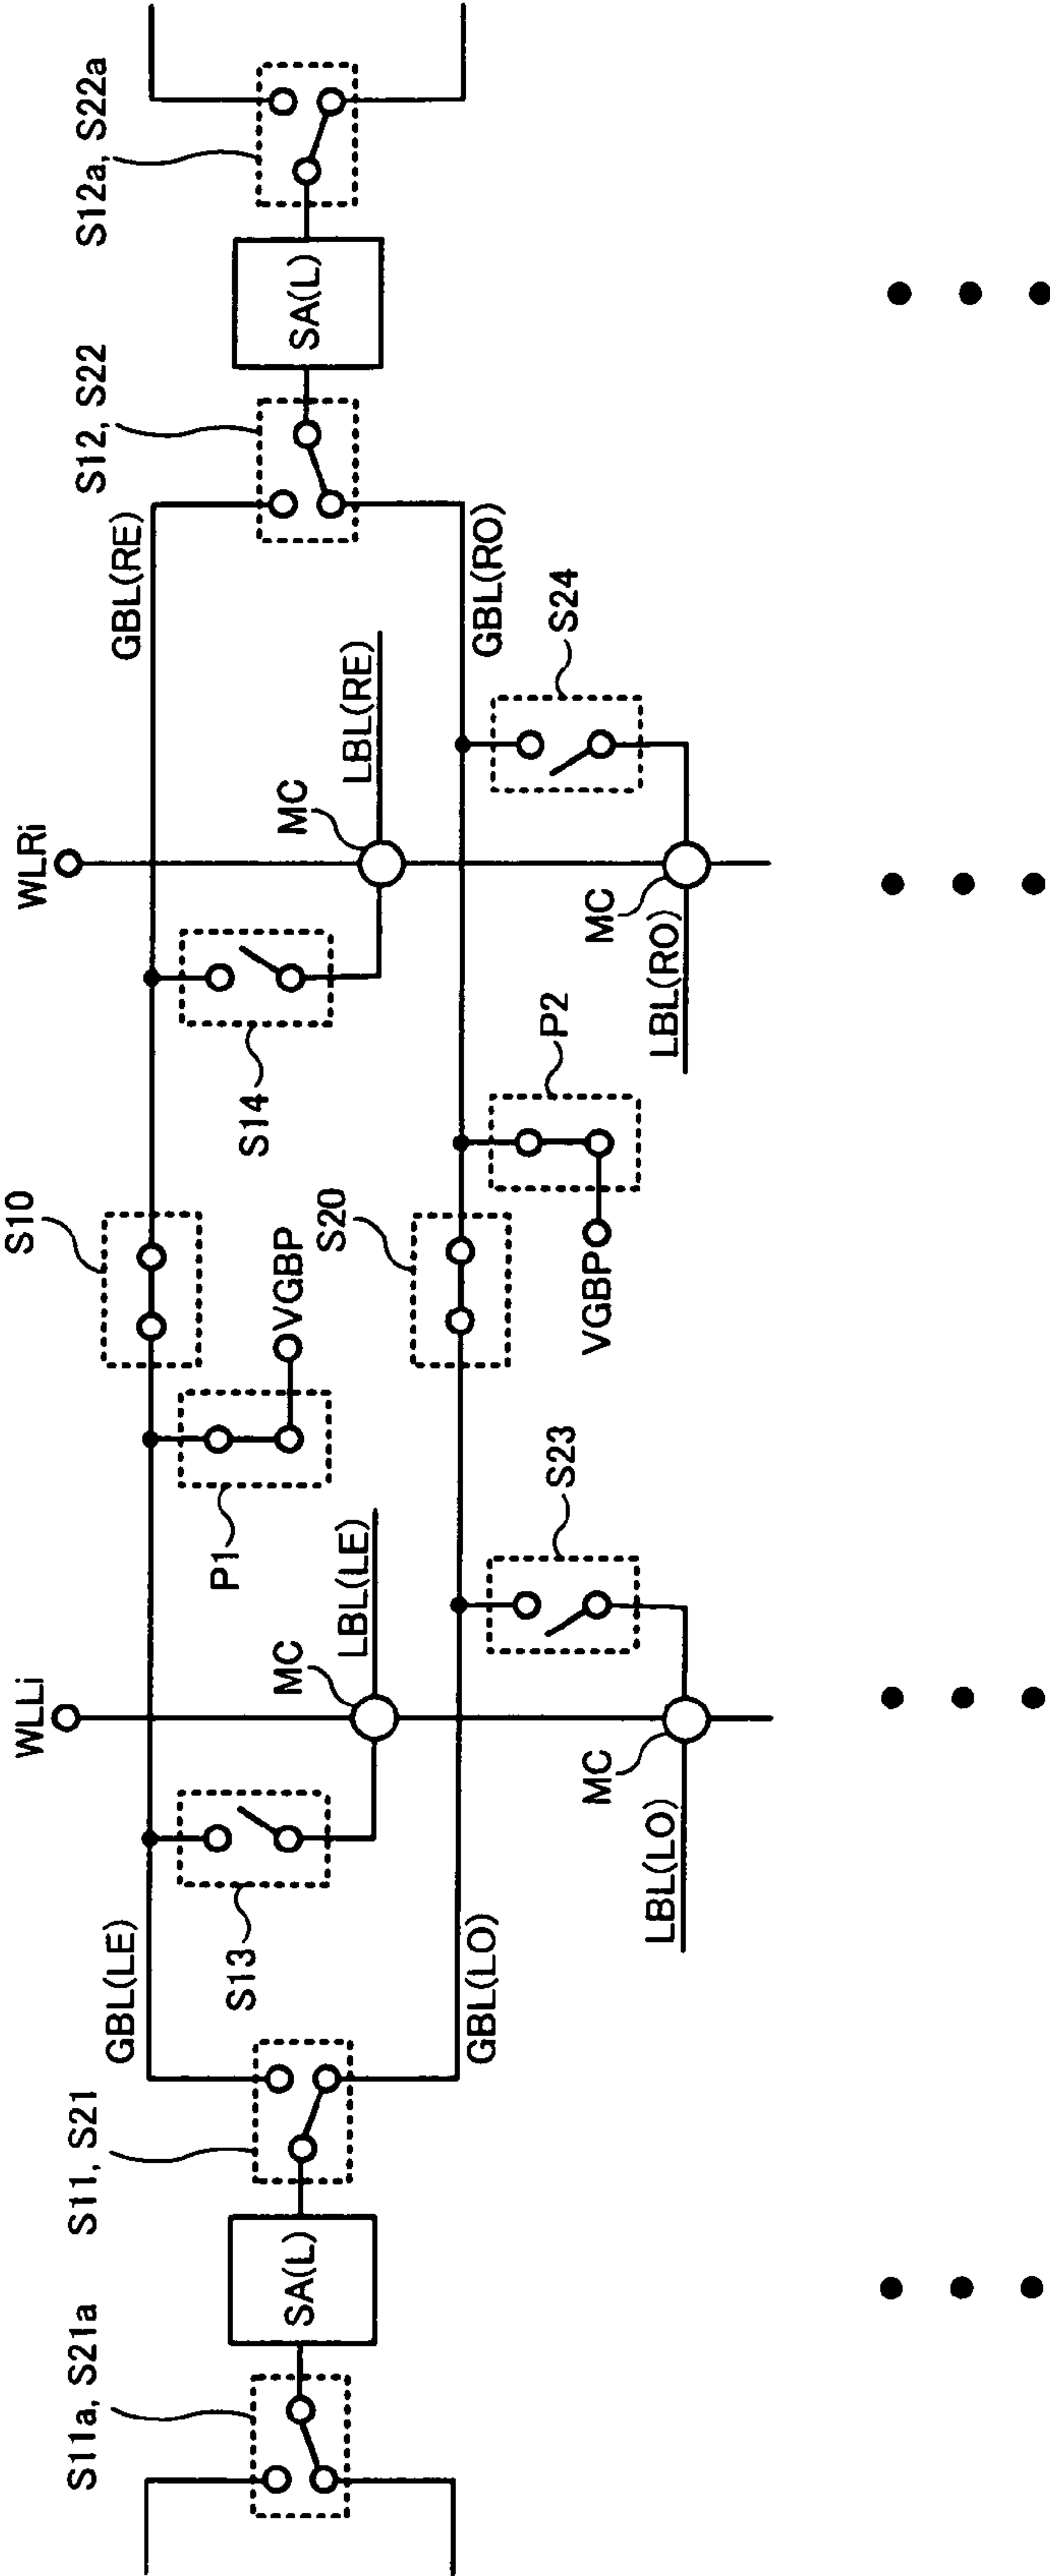 S11a, S21a
S11, S21
WLLi
S10
WLRi
S12, S22
S12a, S22a
GBL(LE)
GBL(RE)
SA(L)
S13
MC
LBL(LE)
P1
VGBP
S14
MC
LBL(RE)
SA(L)
GBL(LO)
S20
GBL(RO)
LBL(LO)
MC
S23
VGBP
P2
LBL(RO)
MC
S24